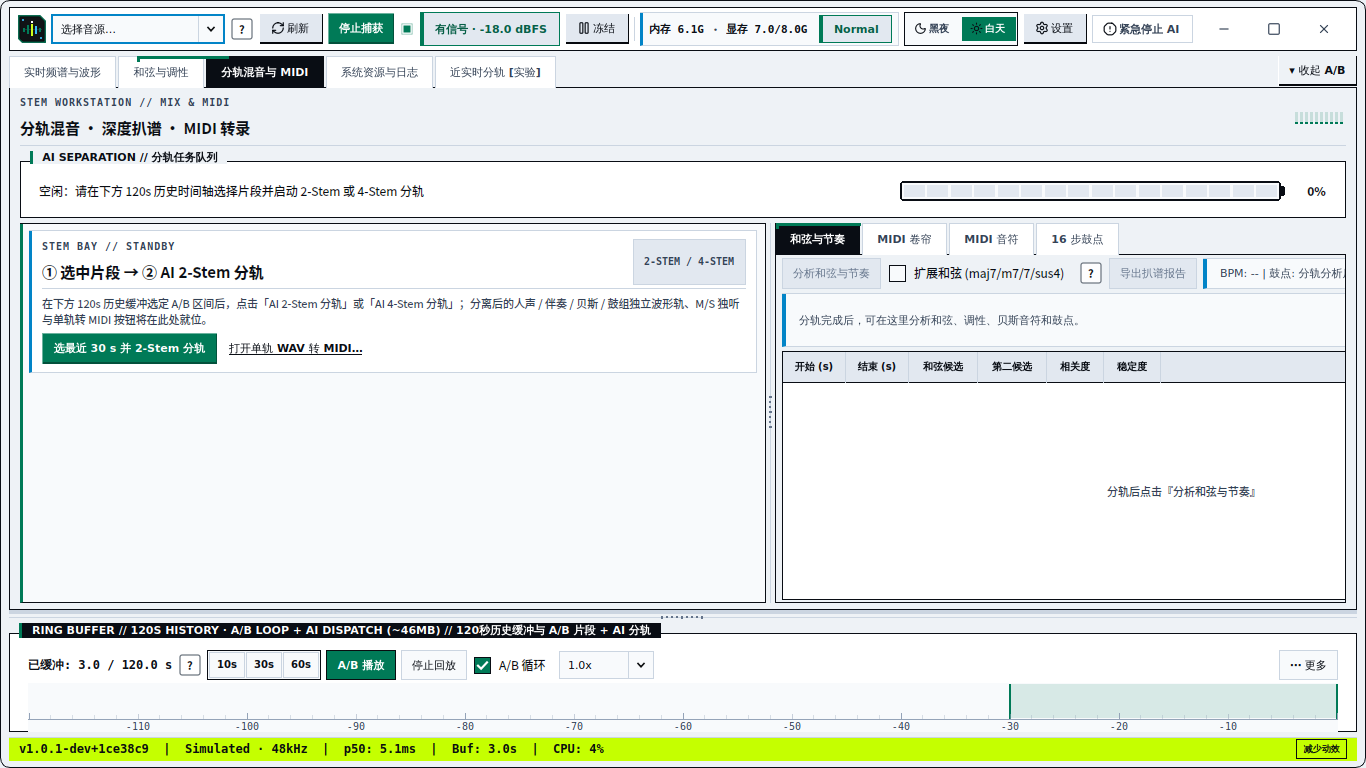 选择音源...
?
刷新
停止捕获
有信号 · -18.0 dBFS
冻结
内存 6.1G · 显存 7.0/8.0G
Normal
黑夜
白天
设置
紧急停止 AI
实时频谱与波形
和弦与调性
分轨混音与 MIDI
系统资源与日志
近实时分轨 [实验]
▾ 收起 A/B
STEM WORKSTATION // MIX & MIDI
分轨混音 • 深度扒谱 • MIDI 转录
AI SEPARATION // 分轨任务队列
空闲：请在下方 120s 历史时间轴选择片段并启动 2-Stem 或 4-Stem 分轨
0%
STEM BAY // STANDBY
① 选中片段 → ② AI 2-Stem 分轨
2-STEM / 4-STEM
在下方 120s 历史缓冲选定 A/B 区间后，点击「AI 2-Stem 分轨」或「AI 4-Stem 分轨」；分离后的人声 / 伴奏 / 贝斯 / 鼓组独立波形轨、M/S 独听
与单轨转 MIDI 按钮将在此处就位。
选最近 30 s 并 2-Stem 分轨
打开单轨 WAV 转 MIDI...
和弦与节奏
MIDI 卷帘
MIDI 音符
16 步鼓点
分析和弦与节奏
扩展和弦 (maj7/m7/7/sus4)
?
导出扒谱报告
BPM: -- | 鼓点: 分轨分析
分轨完成后，可在这里分析和弦、调性、贝斯音符和鼓点。
开始 (s)
结束 (s)
和弦候选
第二候选
相关度
稳定度
分轨后点击『分析和弦与节奏』
RING BUFFER // 120S HISTORY · A/B LOOP + AI DISPATCH (~46MB) // 120秒历史缓冲与 A/B 片段 + AI 分轨
已缓冲: 3.0 / 120.0 s
?
10s
30s
60s
A/B 播放
停止回放
A/B 循环
1.0x
··· 更多
-110
-100
-90
-80
-70
-60
-50
-40
-30
-20
-10
v1.0.1-dev+1ce38c9 | Simulated · 48kHz | p50: 5.1ms | Buf: 3.0s | CPU: 4%
减少动效